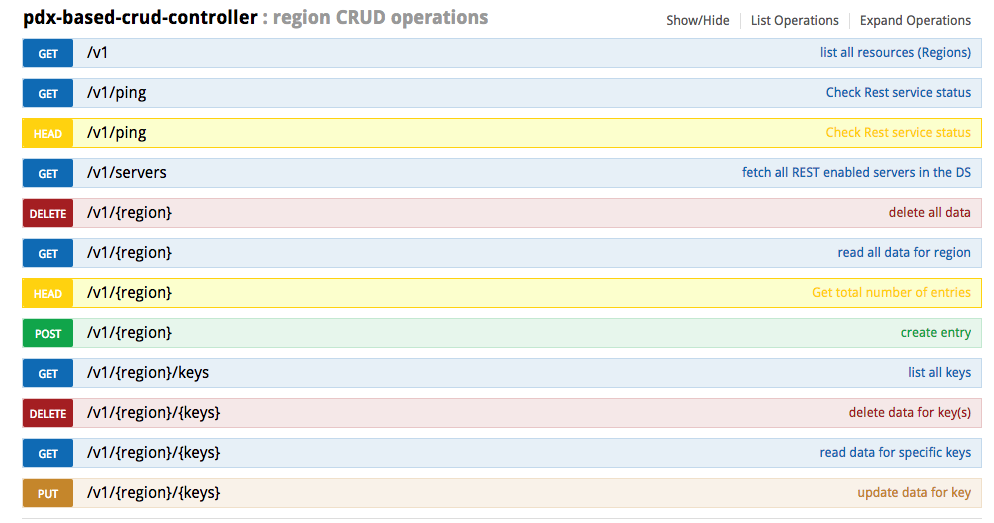 pdx-based-crud-controller : region CRUD operations Show/Hide List Operations Expand Operations
GET /v1 list all resources (Regions)
GET /v1/ping Check Rest service status
HEAD /v1/ping Check Rest service status
GET /v1/servers fetch all REST enabled servers in the DS
DELETE /v1/{region} delete all data
GET /v1/{region} read all data for region
HEAD /v1/{region} Get total number of entries
POST /v1/{region} create entry
GET /v1/{region}/keys list all keys
DELETE /v1/{region}/{keys} delete data for key(s)
GET /v1/{region}/{keys} read data for specific keys
PUT /v1/{region}/{keys} update data for key